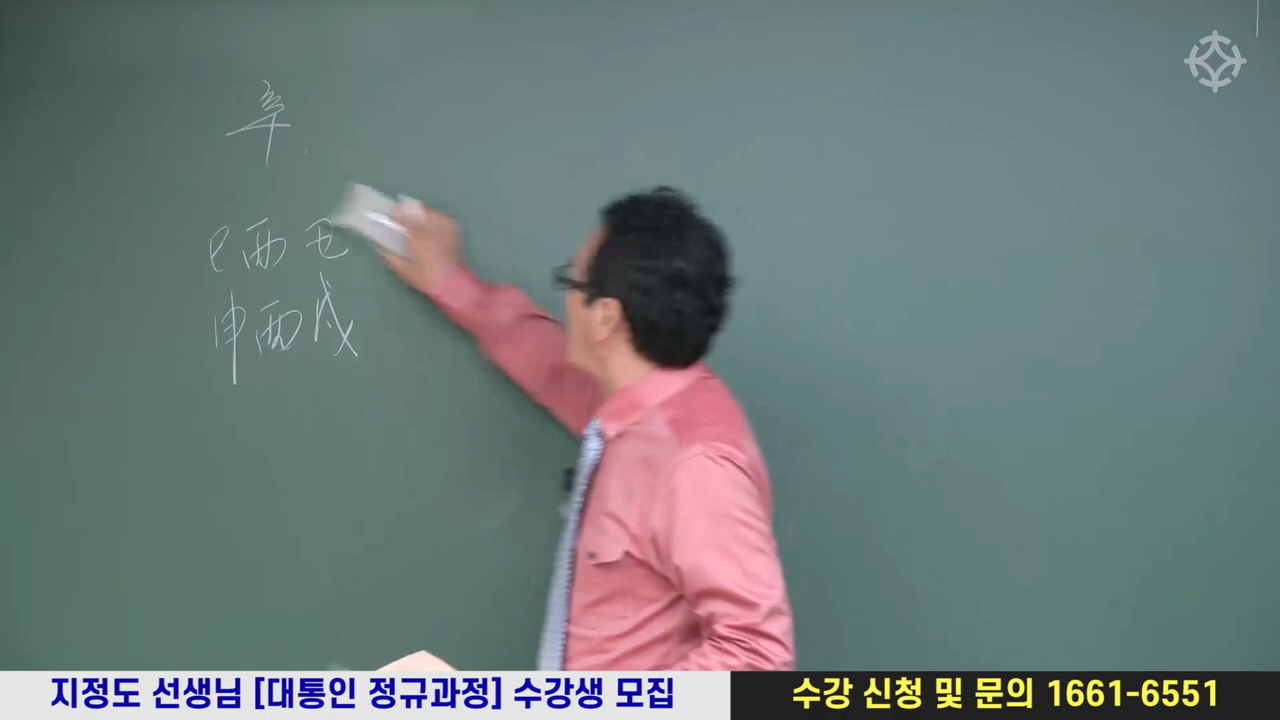 辛
巳酉丑
申酉戌
지정도 선생님 [대통인 정규과정] 수강생 모집
수강 신청 및 문의 1661-6551